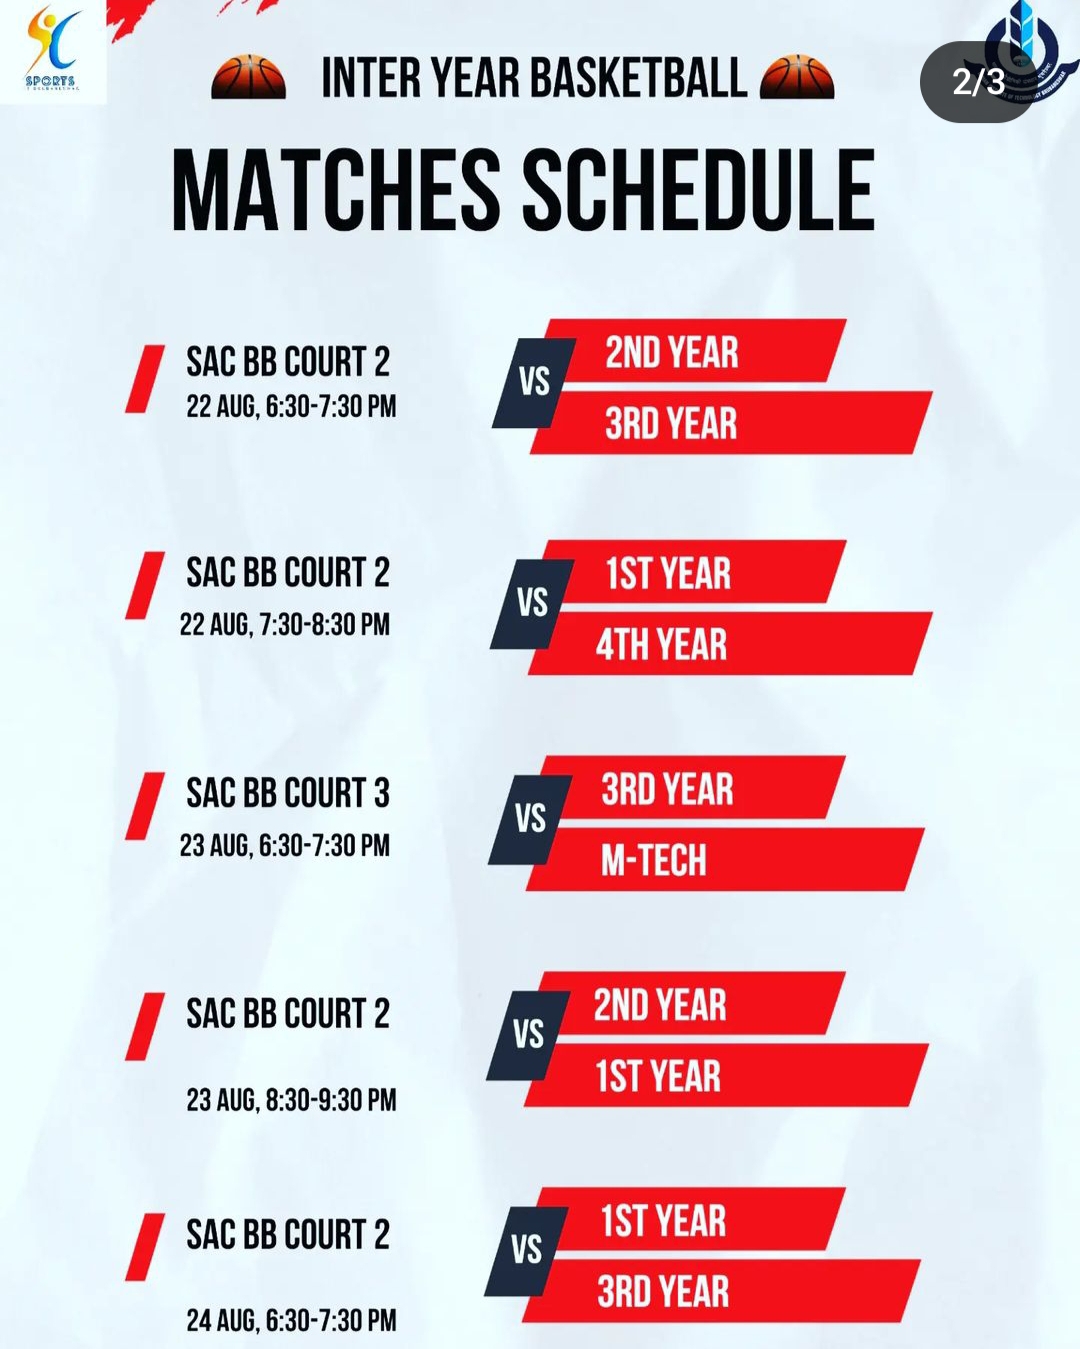 SPORTS
2/3
INTER YEAR BASKETBALL
MATCHES SCHEDULE
SAC BB COURT 2
22 AUG, 6:30-7:30 PM
VS
2ND YEAR
3RD YEAR
SAC BB COURT 2
22 AUG, 7:30-8:30 PM
VS
1ST YEAR
4TH YEAR
SAC BB COURT 3
23 AUG, 6:30-7:30 PM
VS
3RD YEAR
M-TECH
SAC BB COURT 2
23 AUG, 8:30-9:30 PM
VS
2ND YEAR
1ST YEAR
SAC BB COURT 2
24 AUG, 6:30-7:30 PM
VS
1ST YEAR
3RD YEAR